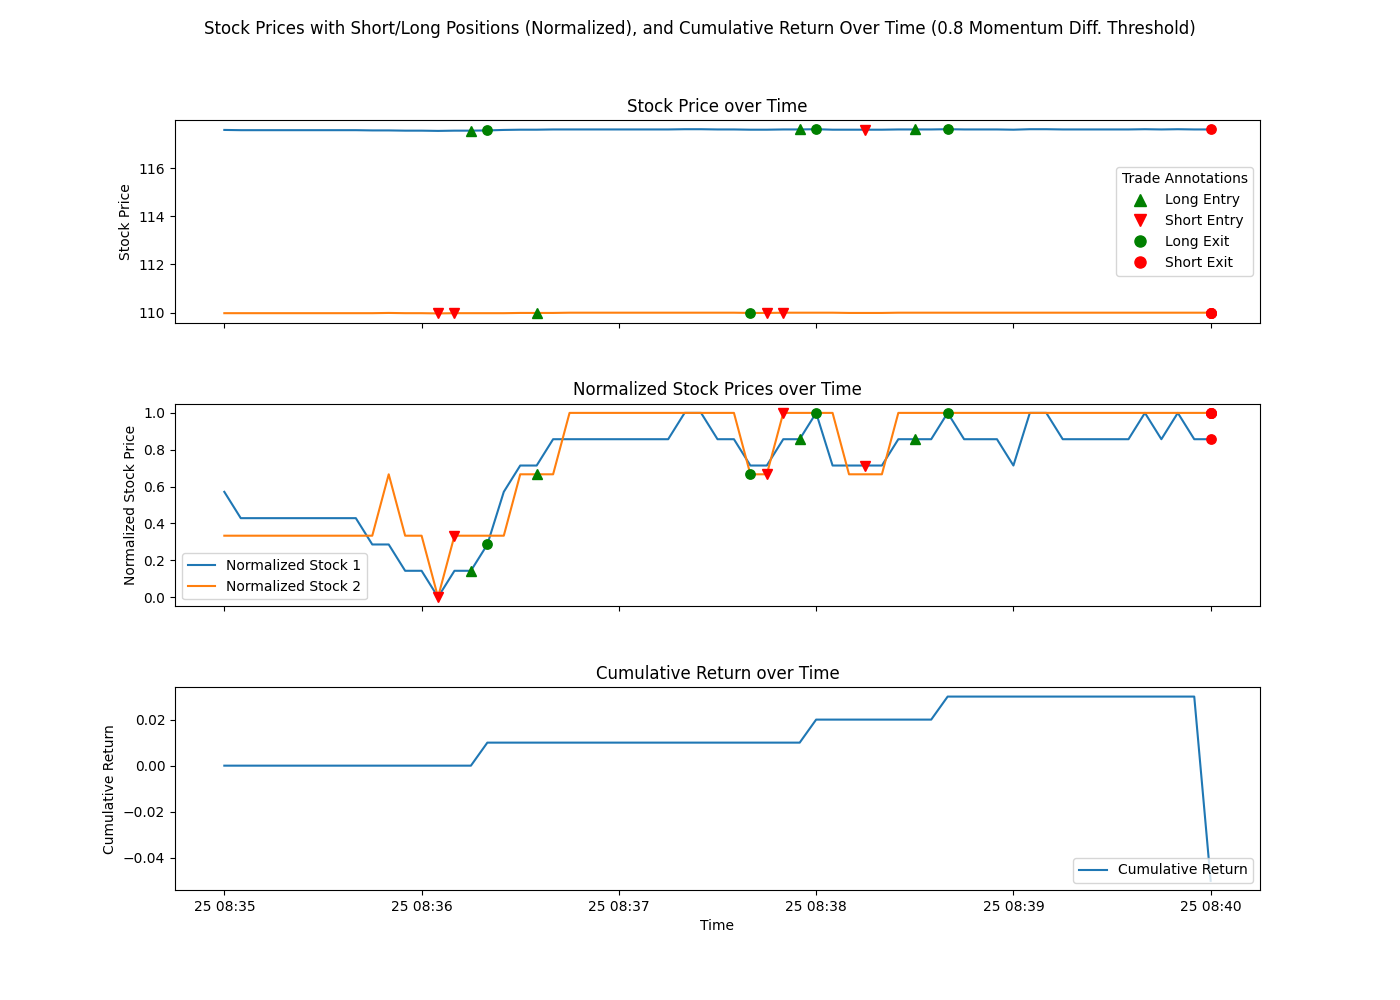 Stock Prices with Short/Long Positions (Normalized), and Cumulative Return Over Time (0.8 Momentum Diff. Threshold)
Stock Price over Time
Stock Price
116
114
112
110
Trade Annotations
Long Entry
Short Entry
Long Exit
Short Exit
Normalized Stock Prices over Time
Normalized Stock Price
1.0
0.8
0.6
0.4
0.2
0.0
Normalized Stock 1
Normalized Stock 2
Cumulative Return over Time
Cumulative Return
0.02
0.00
−0.02
−0.04
Cumulative Return
25 08:35 25 08:36 25 08:37 25 08:38 25 08:39 25 08:40
Time